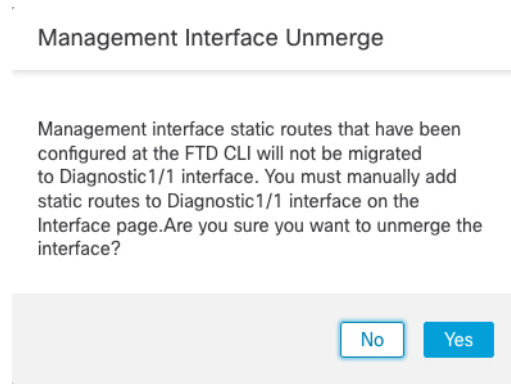 Management Interface Unmerge
Management interface static routes that have been
configured at the FTD CLI will not be migrated
to Diagnostic1/1 interface. You must manually add
static routes to Diagnostic1/1 interface on the
Interface page.Are you sure you want to unmerge the
interface?
No
Yes